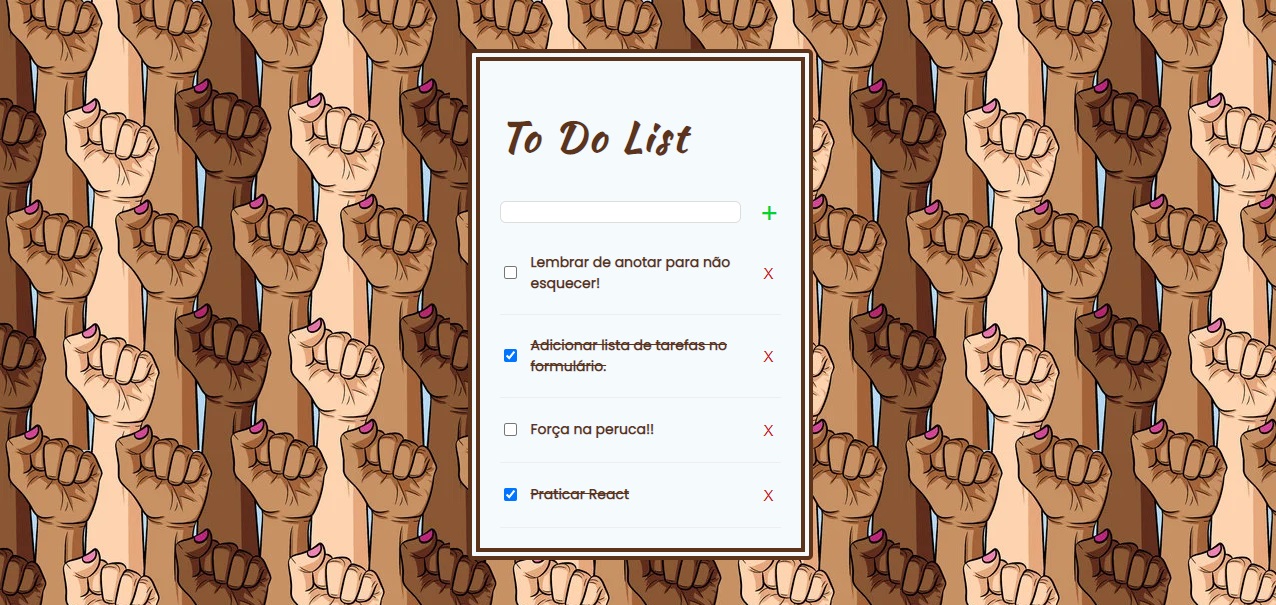 To Do List
+
Lembrar de anotar para não
esquecer!
X
Adicionar lista de tarefas no
formulário.
X
Força na peruca!!
X
Praticar React
X